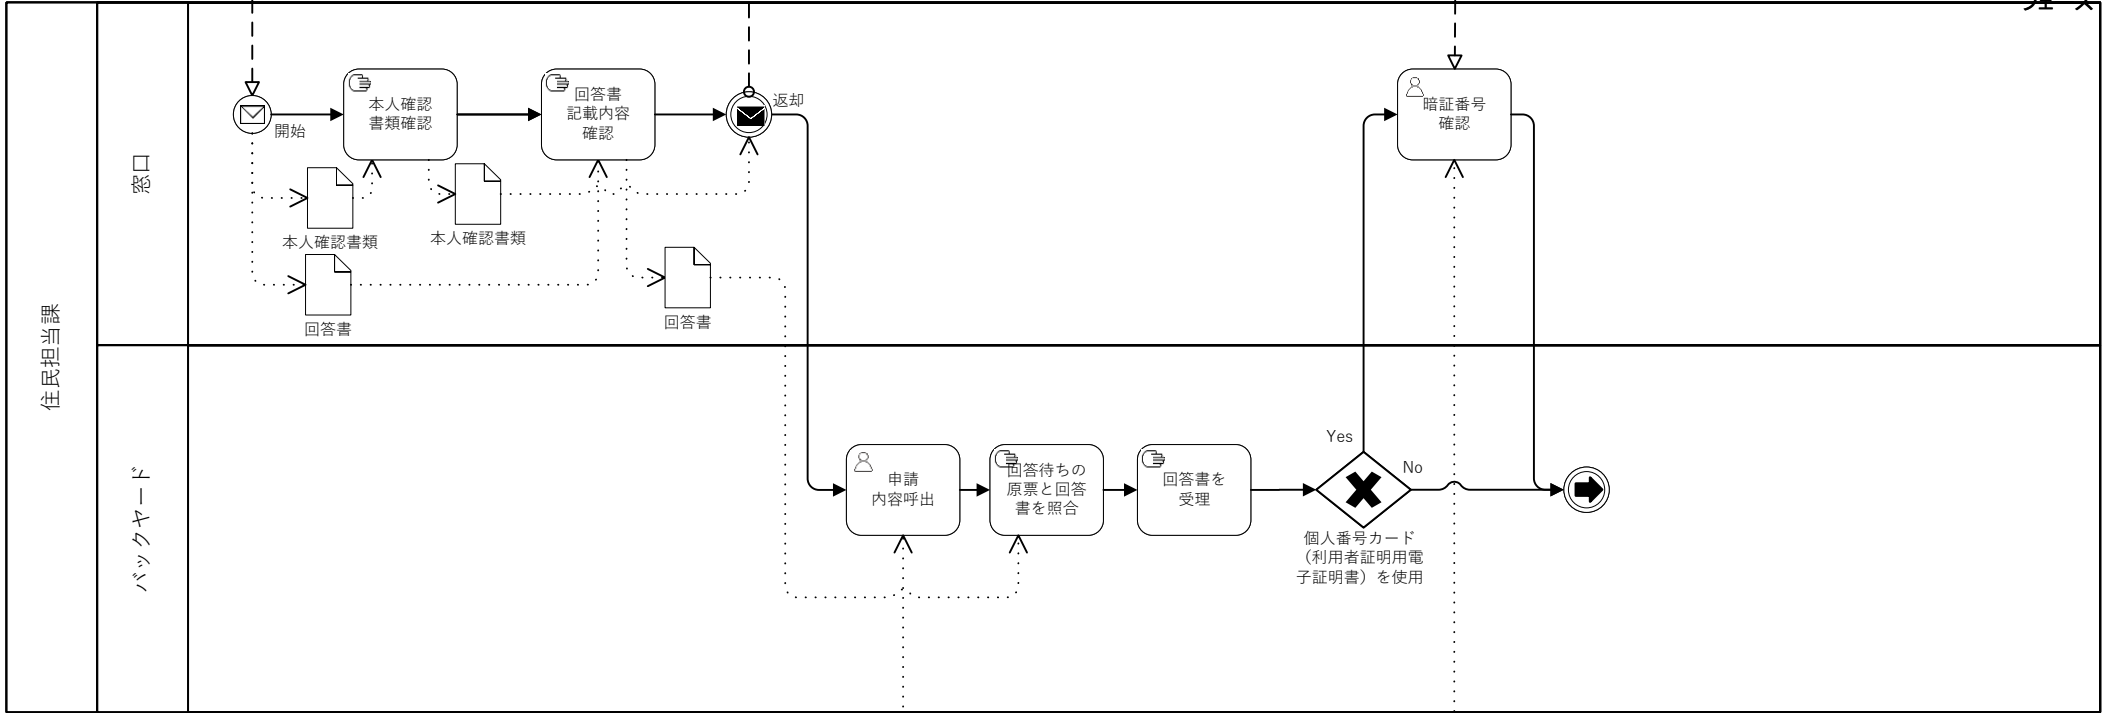 住民担当課
窓口
開始
本人確認
書類確認
回答書
記載内容
確認
返却
暗証番号
確認
本人確認書類
本人確認書類
回答書
回答書
バックヤード
申請
内容呼出
回答待ちの
原票と回答
書を照合
回答書を
受理
Yes
No
個人番号カード
（利用者証明用電
子証明書）を使用